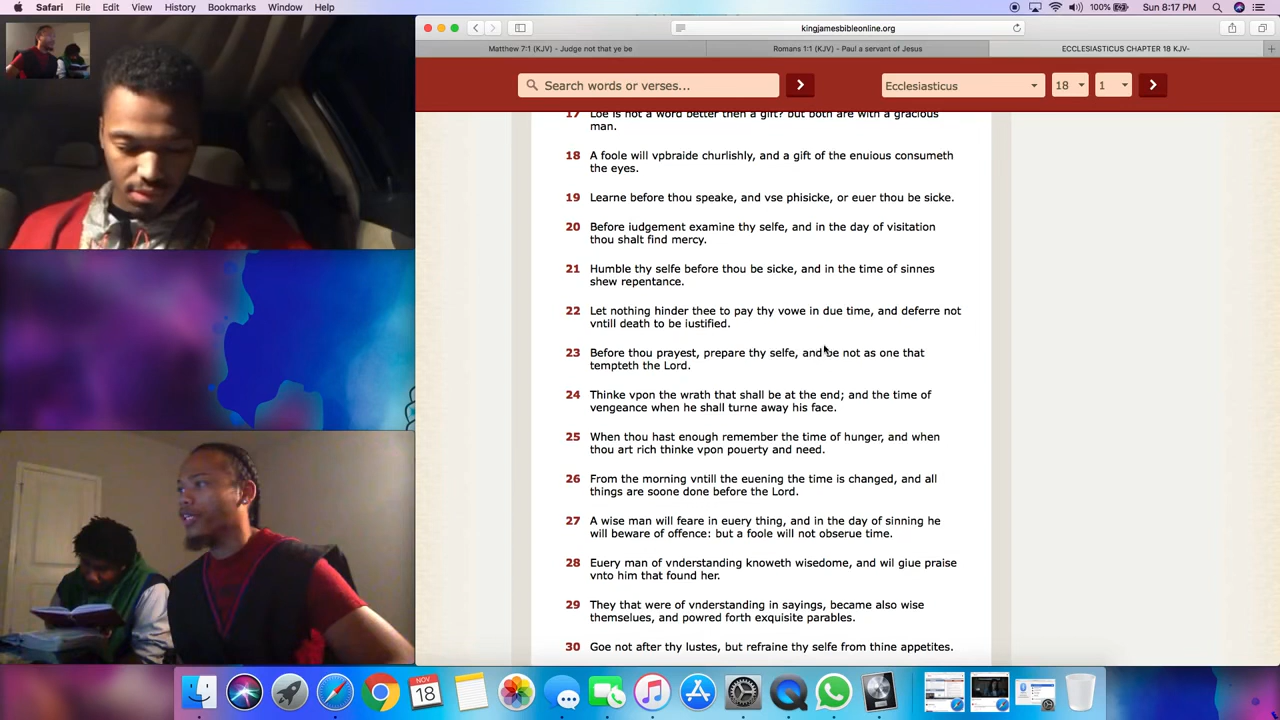 Safari File Edit View History Bookmarks Window Help 100% Sun 8:17 PM
kingjamesbibleonline.org
Matthew 7:1 (KJV) - Judge not that ye be Romans 1:1 (KJV) - Paul a servant of Jesus ECCLESIASTICUS CHAPTER 18 KJV-
Search words or verses... Ecclesiasticus 18 1
17 Loe is not a word better then a gift? but both are with a gracious
man.
18 A foole will vpbraide churlishly, and a gift of the enuious consumeth
the eyes.
19 Learne before thou speake, and vse phisicke, or euer thou be sicke.
20 Before iudgement examine thy selfe, and in the day of visitation
thou shalt find mercy.
21 Humble thy selfe before thou be sicke, and in the time of sinnes
shew repentance.
22 Let nothing hinder thee to pay thy vowe in due time, and deferre not
vntill death to be iustified.
23 Before thou prayest, prepare thy selfe, and be not as one that
tempteth the Lord.
24 Thinke vpon the wrath that shall be at the end; and the time of
vengeance when he shall turne away his face.
25 When thou hast enough remember the time of hunger, and when
thou art rich thinke vpon pouerty and need.
26 From the morning vntill the euening the time is changed, and all
things are soone done before the Lord.
27 A wise man will feare in euery thing, and in the day of sinning he
will beware of offence: but a foole will not obserue time.
28 Euery man of vnderstanding knoweth wisedome, and wil giue praise
vnto him that found her.
29 They that were of vnderstanding in sayings, became also wise
themselues, and powred forth exquisite parables.
30 Goe not after thy lustes, but refraine thy selfe from thine appetites.
NOV
18